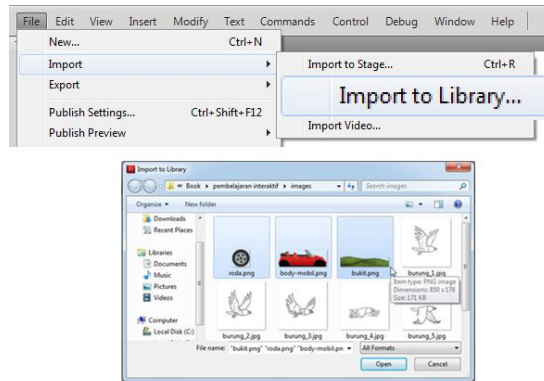 File Edit View Insert Modify Text Commands Control Debug Window Help
New... Ctrl+N
Import
Export
Publish Settings... Ctrl+Shift+F12
Publish Preview
Import to Stage... Ctrl+R
Import to Library...
Import Video...
Import to Library
« Book pembelajaran interaktif images
Search images
Organize New folder
Downloads
Recent Places
Libraries
Documents
Music
Pictures
Videos
Computer
Local Disk (C:)
roda.png body-mobil.png bukit.png burung_1.jpg
Item type: PNG image
Dimensions: 850 x 178
Size: 171 KB
burung_2.jpg burung_3.jpg burung_4.jpg burung_5.jpg
File name: "bukit.png" "roda.png" "body-mobil.pn All Formats
Open Cancel